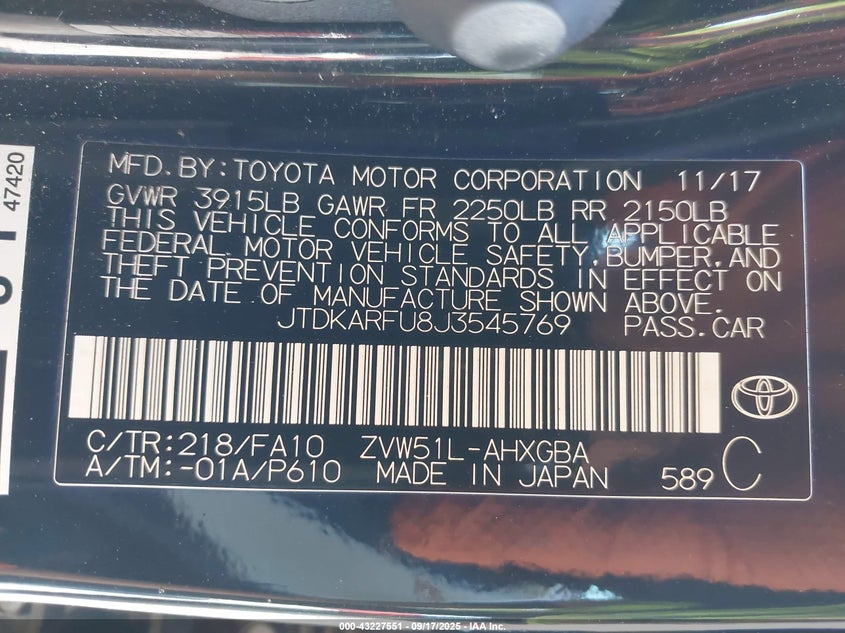 MFD.BY:TOYOTA MOTOR CORPORATION 11/17
GVWR 3915LB GAWR FR 2250LB RR 2150LB
THIS VEHICLE CONFORMS TO ALL APPLICABLE
FEDERAL MOTOR VEHICLE SAFETY,BUMPER,AND
THEFT PREVENTION STANDARDS IN EFFECT ON
THE DATE OF MANUFACTURE SHOWN ABOVE.
JTDKARFU8J3545769 PASS.CAR
C/TR:218/FA10 ZVW51L-AHXGBA
A/TM:-01A/P610 MADE IN JAPAN 589 C
47420
000-43227551 - 09/17/2025 - IAA Inc.